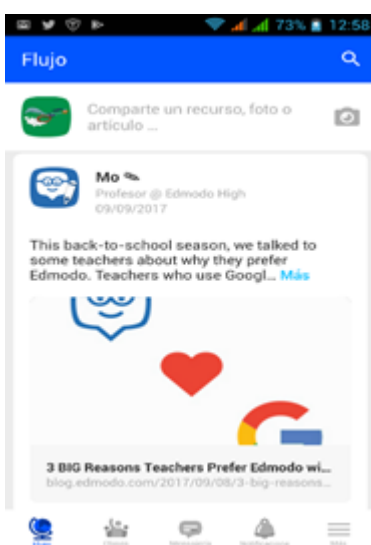 73% 12:58
Flujo
Comparte un recurso, foto o
artículo ...
Mo
Profesor @ Edmodo High
09/09/2017
This back-to-school season, we talked to
some teachers about why they prefer
Edmodo. Teachers who use Googl... Más
3 BIG Reasons Teachers Prefer Edmodo wi...
blog.edmodo.com/2017/09/08/3-big-reasons...
Flujo
Más